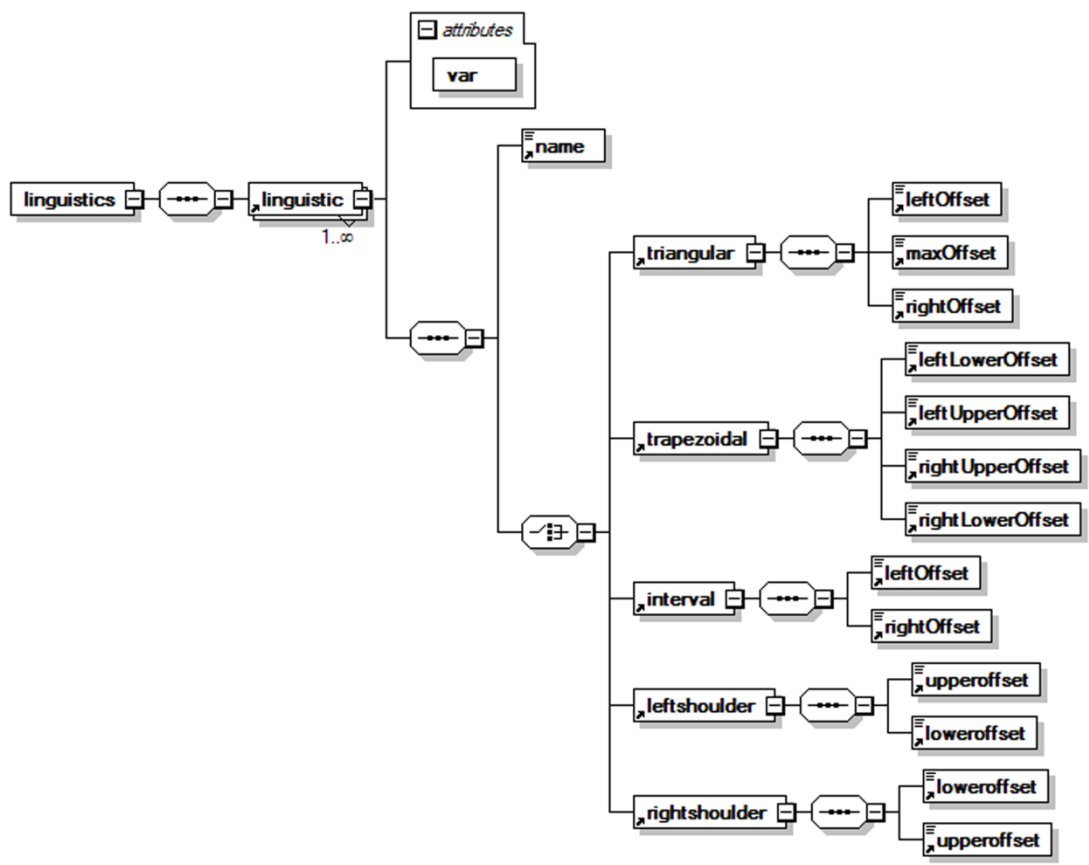 attributes
var
name
linguistics
linguistic
1..∞
triangular
leftOffset
maxOffset
rightOffset
trapezoidal
leftLowerOffset
leftUpperOffset
rightUpperOffset
rightLowerOffset
interval
leftOffset
rightOffset
leftshoulder
upperoffset
loweroffset
rightshoulder
loweroffset
upperoffset